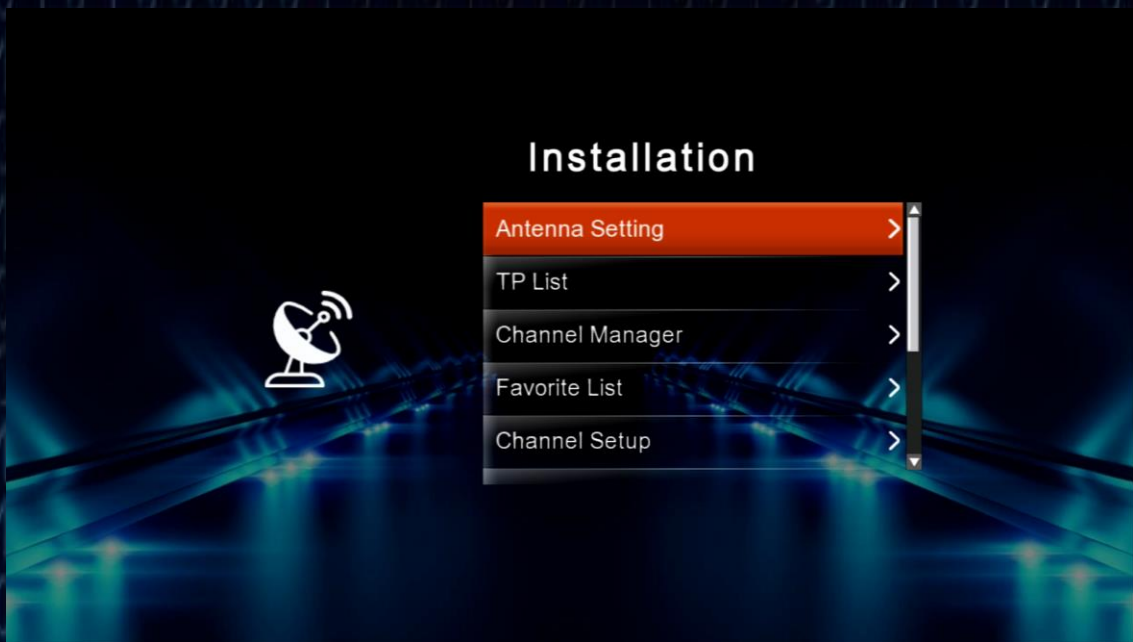 Installation
Antenna Setting
TP List
Channel Manager
Favorite List
Channel Setup